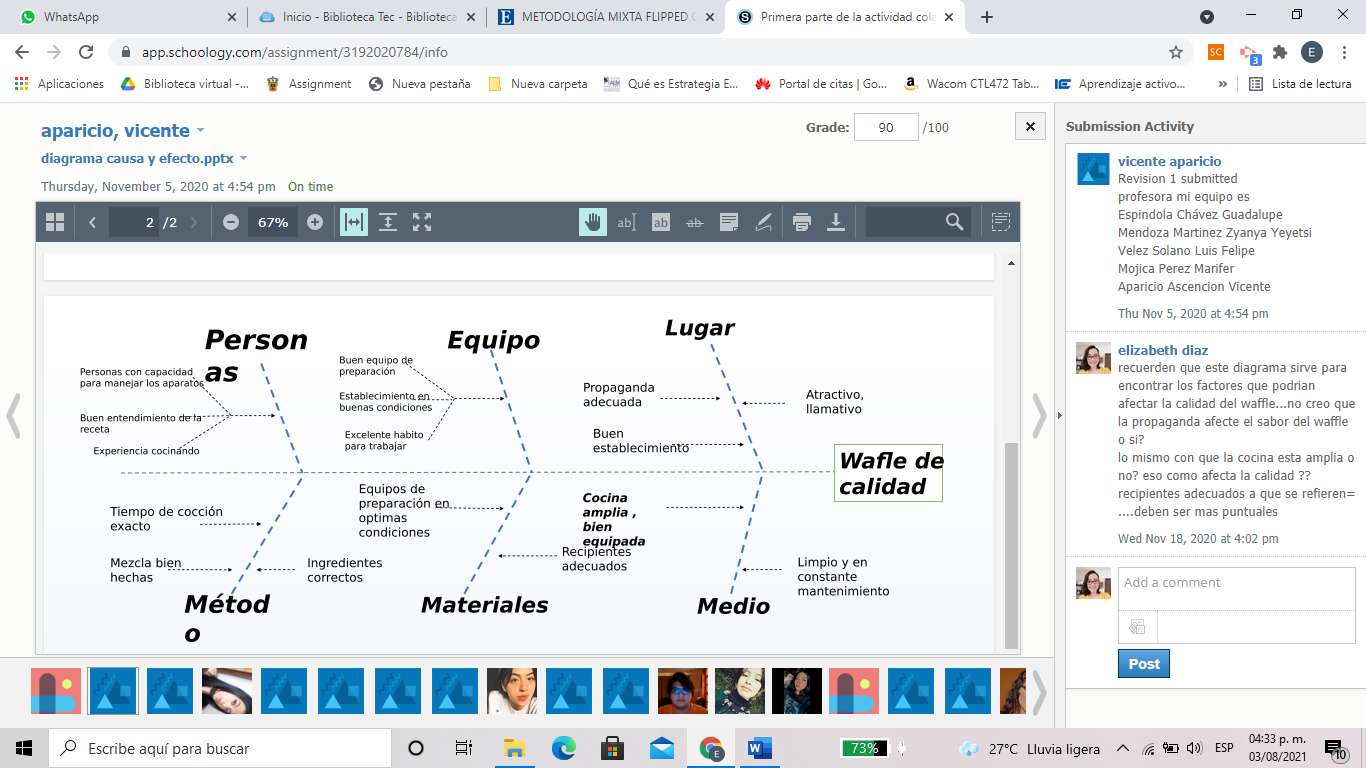 WhatsApp
Inicio - Biblioteca Tec - Biblioteca
METODOLOGÍA MIXTA FLIPPED C
Primera parte de la actividad cola
app.schoology.com/assignment/3192020784/info
SC
3
E
Aplicaciones
Biblioteca virtual -...
Assignment
Nueva pestaña
Nueva carpeta
Qué es Estrategia E...
Portal de citas | Go...
Wacom CTL472 Tab...
Aprendizaje activo...
»
Lista de lectura
aparicio, vicente
Grade: 90 /100
diagrama causa y efecto.pptx
Thursday, November 5, 2020 at 4:54 pm On time
2 /2
67%
Person
as
Equipo
Lugar
Personas con capacidad
para manejar los aparatos
Buen entendimiento de la
receta
Experiencia cocinando
Buen equipo de
preparación
Establecimiento en
buenas condiciones
Excelente habito
para trabajar
Propaganda
adecuada
Buen
establecimiento
Atractivo,
llamativo
Wafle de
calidad
Tiempo de cocción
exacto
Mezcla bien
hechas
Ingredientes
correctos
Equipos de
preparación en
optimas
condiciones
Recipientes
adecuados
Cocina
amplia ,
bien
equipada
Limpio y en
constante
mantenimiento
Métod
o
Materiales
Medio
Submission Activity
vicente aparicio
Revision 1 submitted
profesora mi equipo es
Espindola Chávez Guadalupe
Mendoza Martinez Zyanya Yeyetsi
Velez Solano Luis Felipe
Mojica Perez Marifer
Aparicio Ascencion Vicente
Thu Nov 5, 2020 at 4:54 pm
elizabeth diaz
recuerden que este diagrama sirve para
encontrar los factores que podrian
afectar la calidad del waffle...no creo que
la propaganda afecte el sabor del waffle
o si?
lo mismo con que la cocina esta amplia o
no? eso como afecta la calidad ??
recipientes adecuados a que se refieren=
....deben ser mas puntuales
Wed Nov 18, 2020 at 4:02 pm
Add a comment
Post
Escribe aquí para buscar
73%
27°C Lluvia ligera
ESP
04:33 p. m.
03/08/2021
10